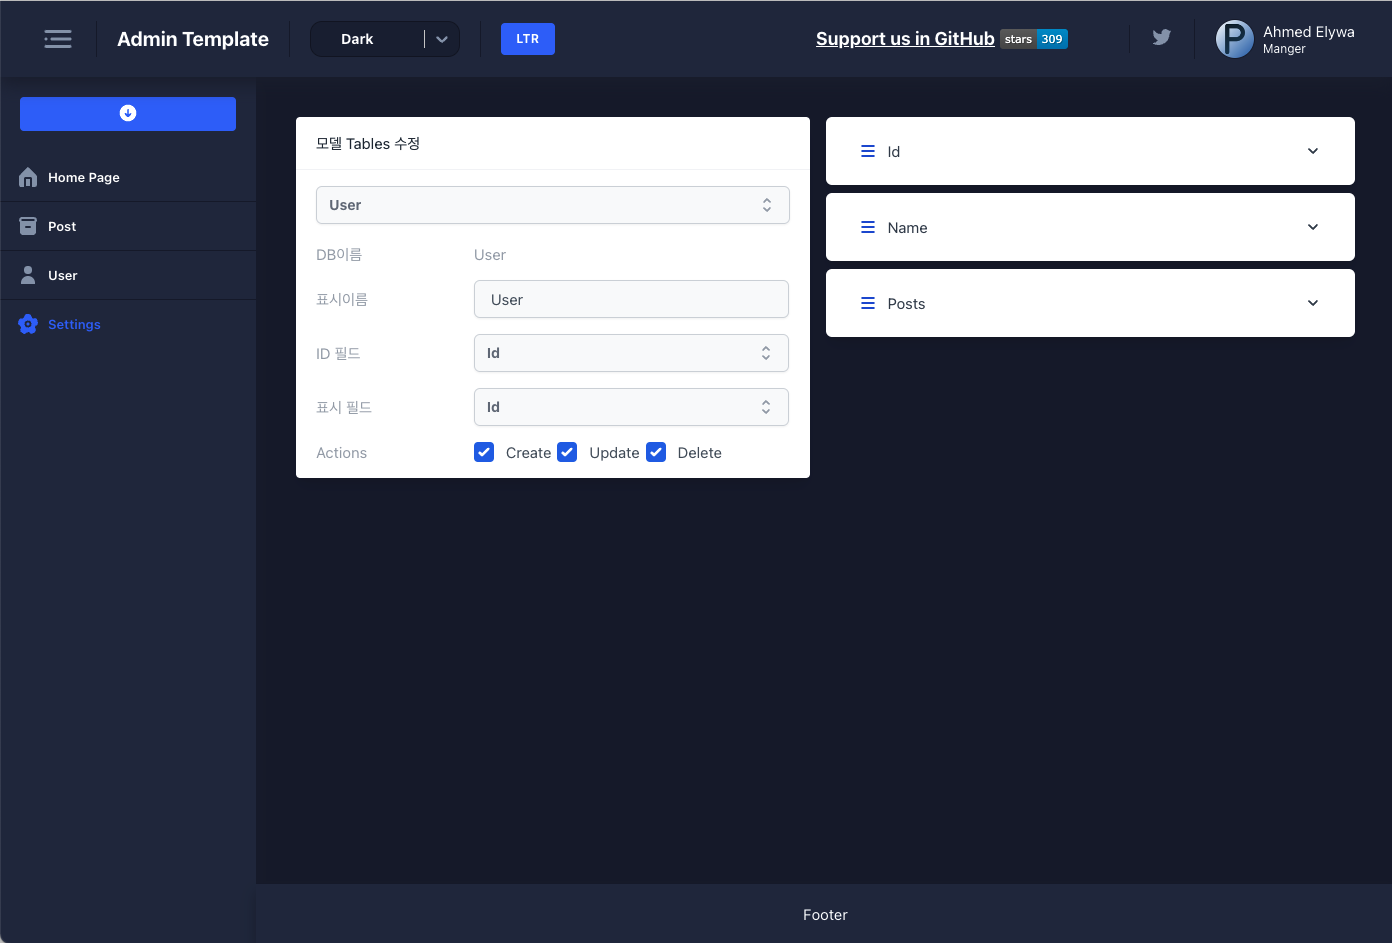 Admin Template
Dark
LTR
Support us in GitHub
stars 309
Ahmed Elywa
Manger
Home Page
Post
User
Settings
모델 Tables 수정
User
DB이름
User
표시이름
User
ID 필드
Id
표시 필드
Id
Actions
Create
Update
Delete
Id
Name
Posts
Footer